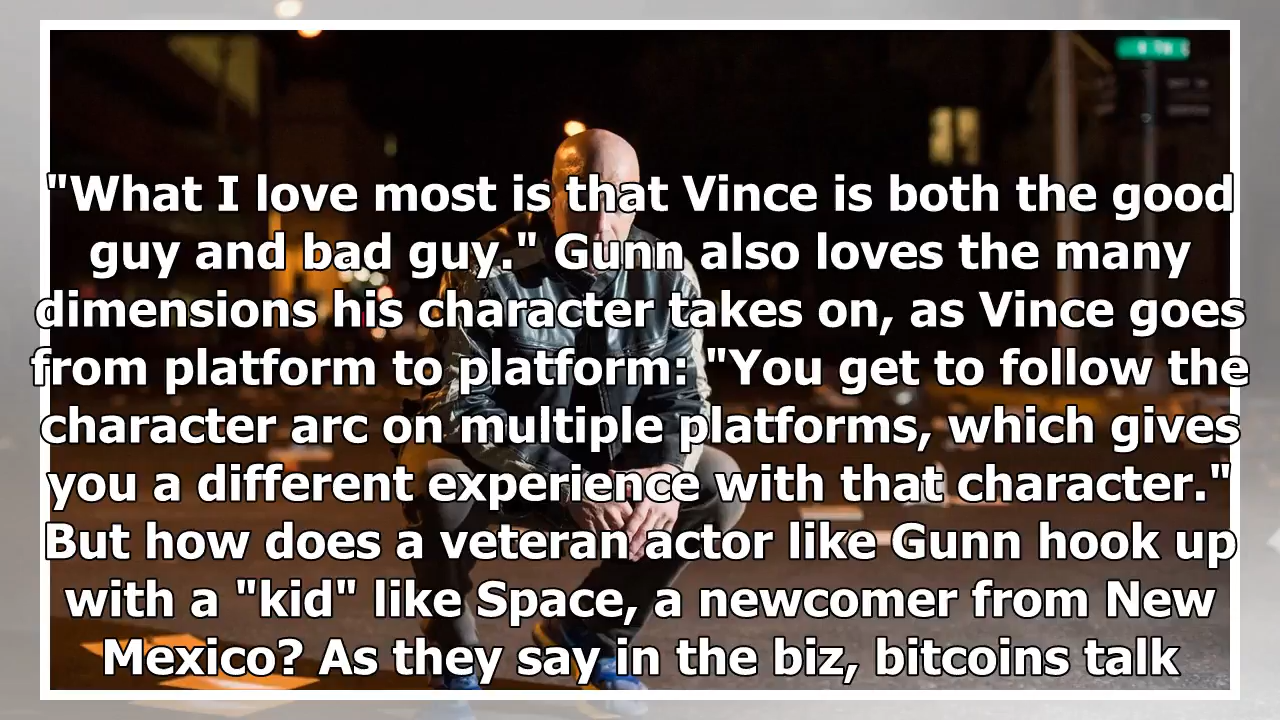 "What I love most is that Vince is both the good
guy and bad guy." Gunn also loves the many
dimensions his character takes on, as Vince goes
from platform to platform: "You get to follow the
character arc on multiple platforms, which gives
you a different experience with that character."
But how does a veteran actor like Gunn hook up
with a "kid" like Space, a newcomer from New
Mexico? As they say in the biz, bitcoins talk